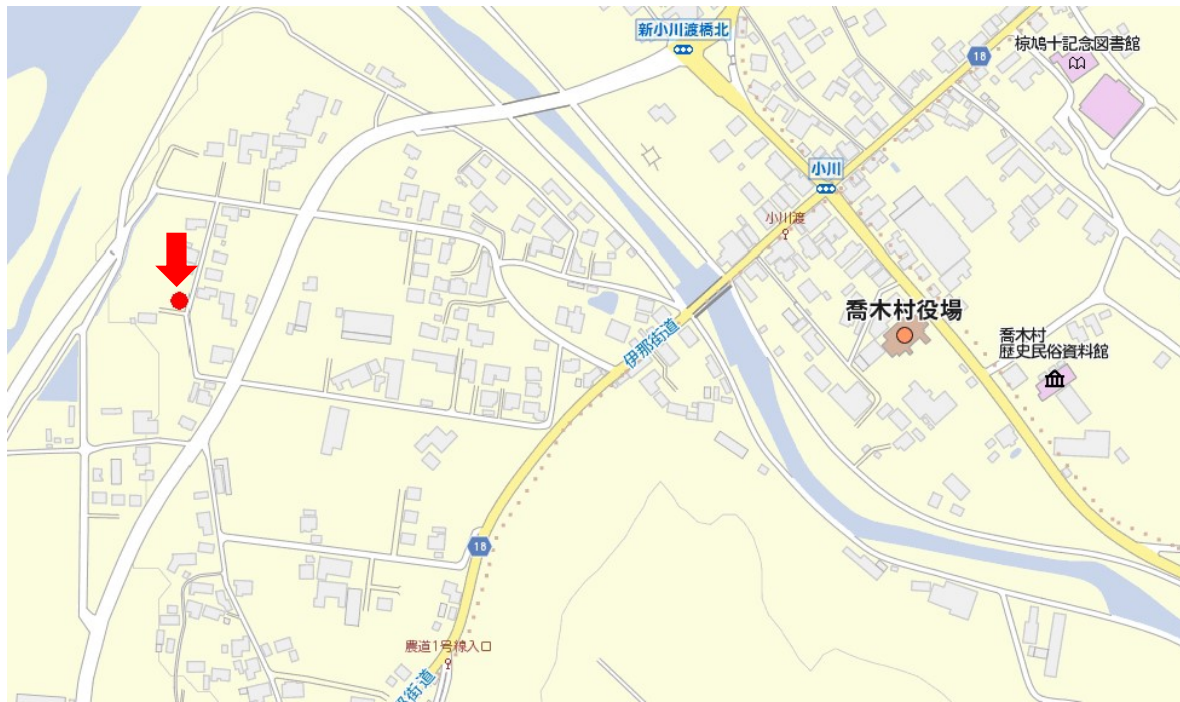 新小川渡橋北
18
椋鳩十記念図書館
小川
小川渡
喬木村役場
伊那街道
喬木村
歴史民俗資料館
18
農道1号線入口
那街道